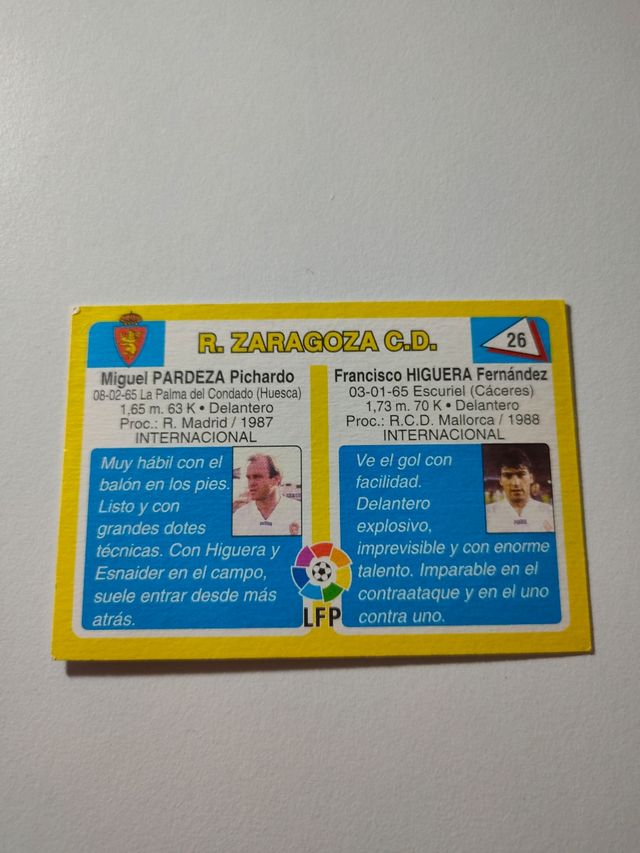 R. ZARAGOZA C.D.
26
Miguel PARDEZA Pichardo
08-02-65 La Palma del Condado (Huesca)
1,65 m. 63 K • Delantero
Proc.: R. Madrid / 1987
INTERNACIONAL
Muy hábil con el
balón en los pies.
Listo y con
grandes dotes
técnicas. Con Higuera y
Esnaider en el campo,
suele entrar desde más
atrás.
Francisco HIGUERA Fernández
03-01-65 Escuriel (Cáceres)
1,73 m. 70 K • Delantero
Proc.: R.C.D. Mallorca / 1988
INTERNACIONAL
Ve el gol con
facilidad.
Delantero
explosivo,
imprevisible y con enorme
talento. Imparable en el
contraataque y en el uno
contra uno.
LFP